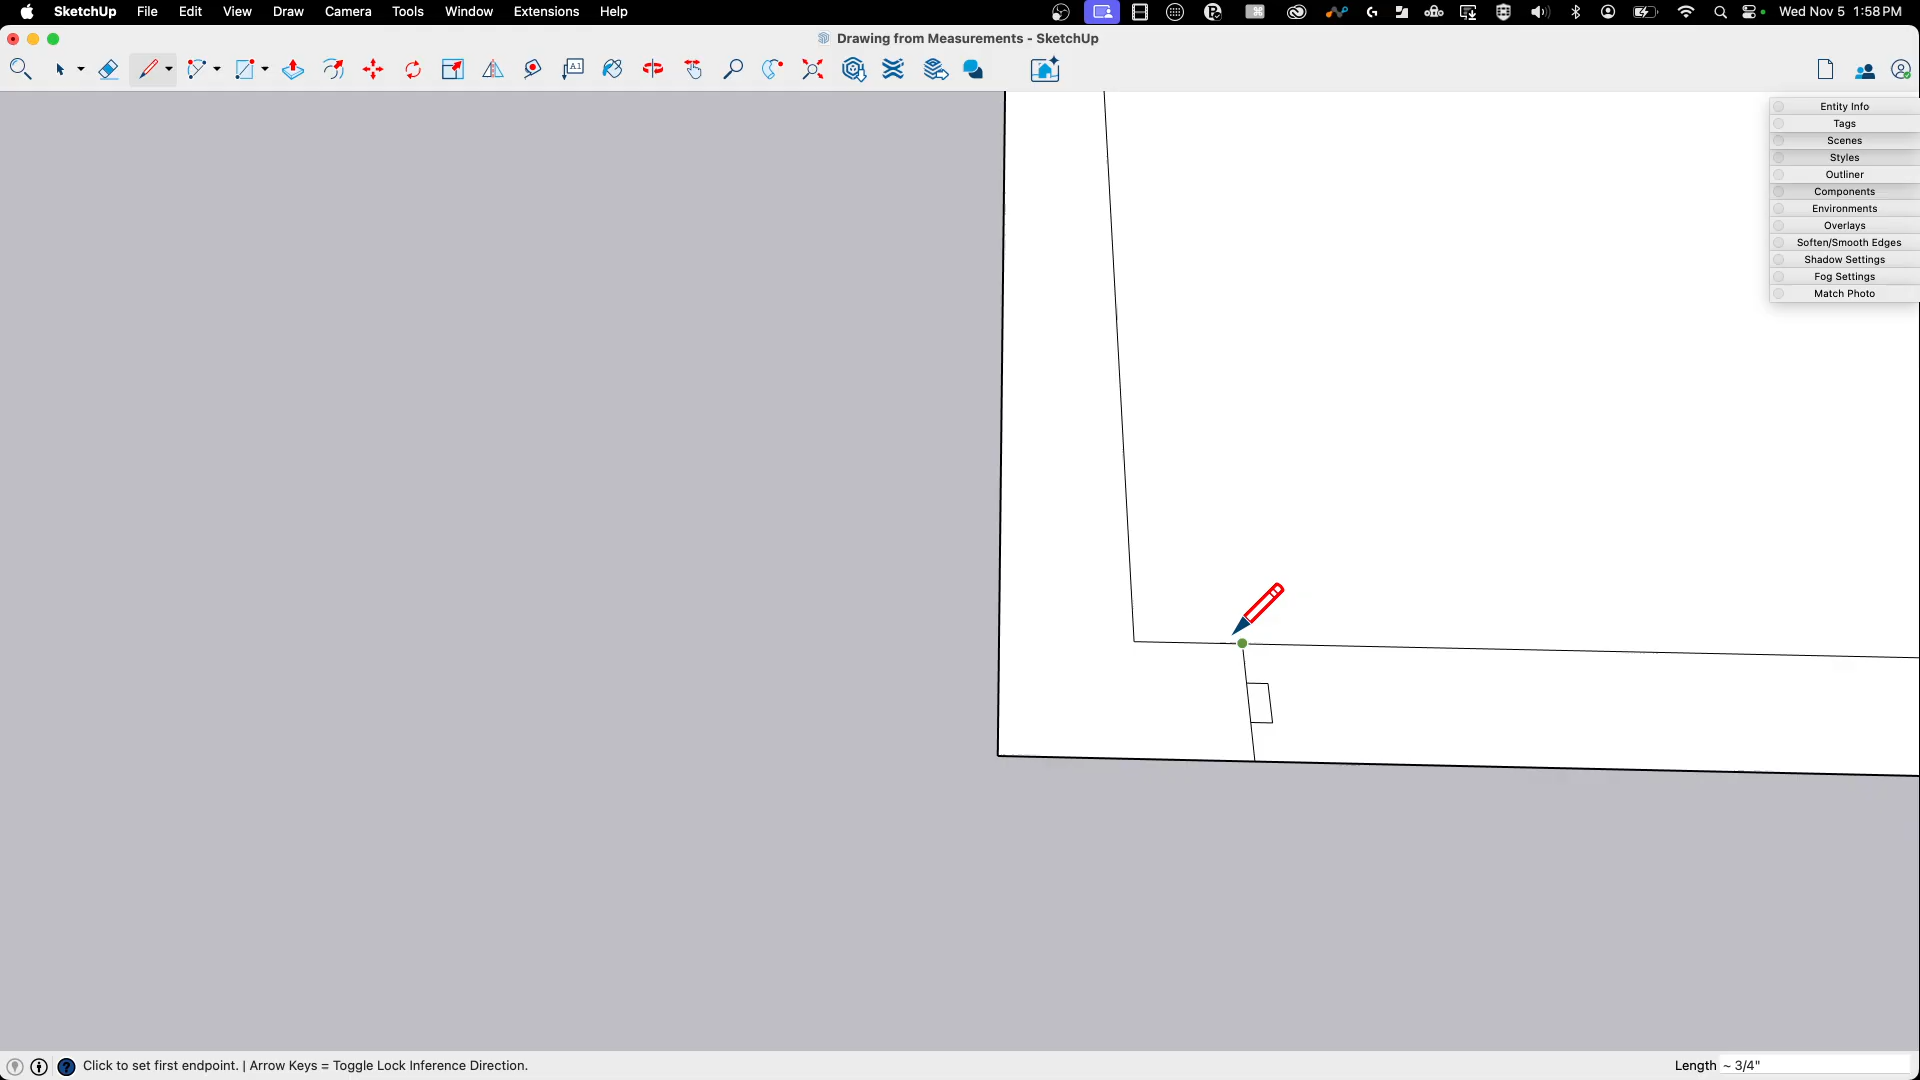 SketchUp File Edit View Draw Camera Tools Window Extensions Help Wed Nov 5 1:58 PM
Drawing from Measurements - SketchUp
A1
Entity Info
Tags
Scenes
Styles
Outliner
Components
Environments
Overlays
Soften/Smooth Edges
Shadow Settings
Fog Settings
Match Photo
Click to set first endpoint. | Arrow Keys = Toggle Lock Inference Direction. Length ~ 3/4"